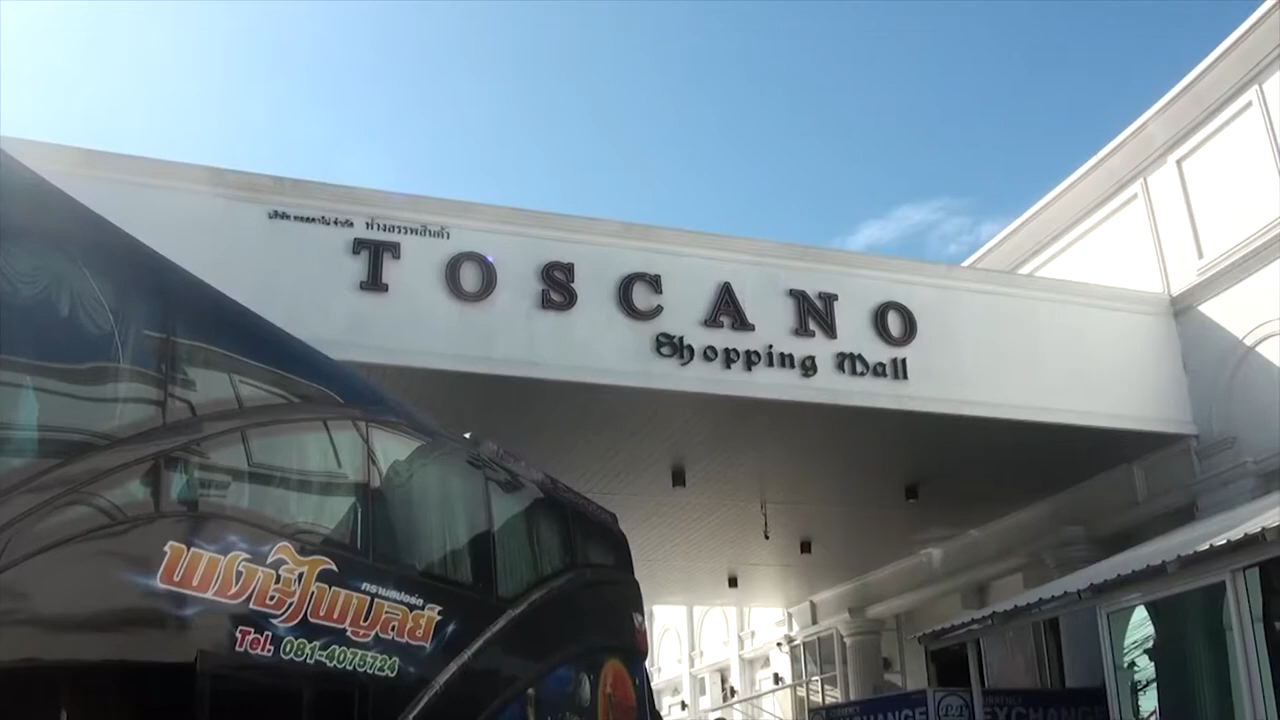 บริษัท ทอสคาโน่ จำกัด ห้างสรรพสินค้า
TOSCANO
Shopping Mall
พงษ์ไพบูลย์
ทรานสปอร์ต
Tel. 081-4075724
CURRENCY
EXCHANGE
P.P.
CURRENCY
EXCHANGE